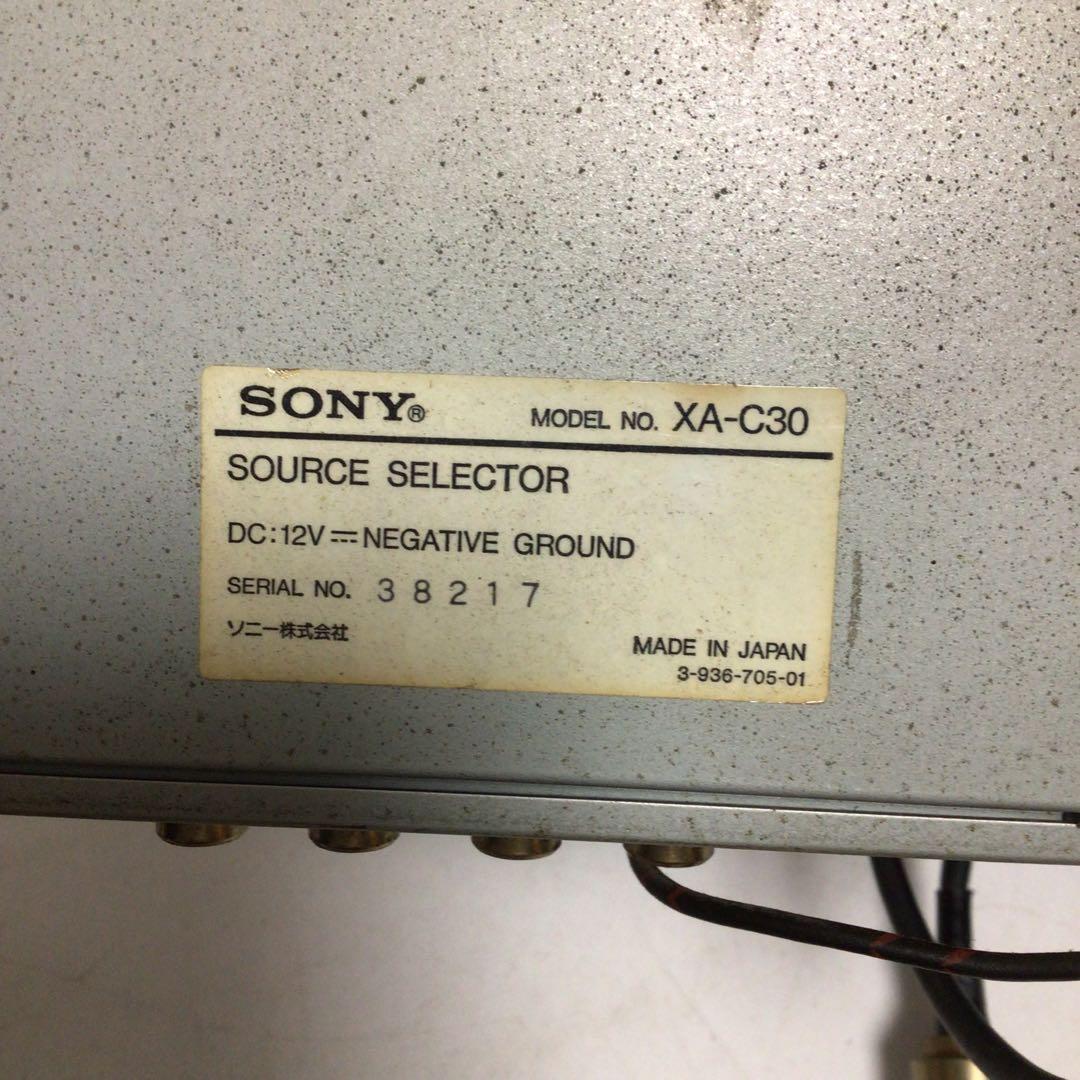 SONY® MODEL NO. XA-C30
SOURCE SELECTOR
DC:12V⎓NEGATIVE GROUND
SERIAL NO. 38217
ソニー株式会社
MADE IN JAPAN
3-936-705-01